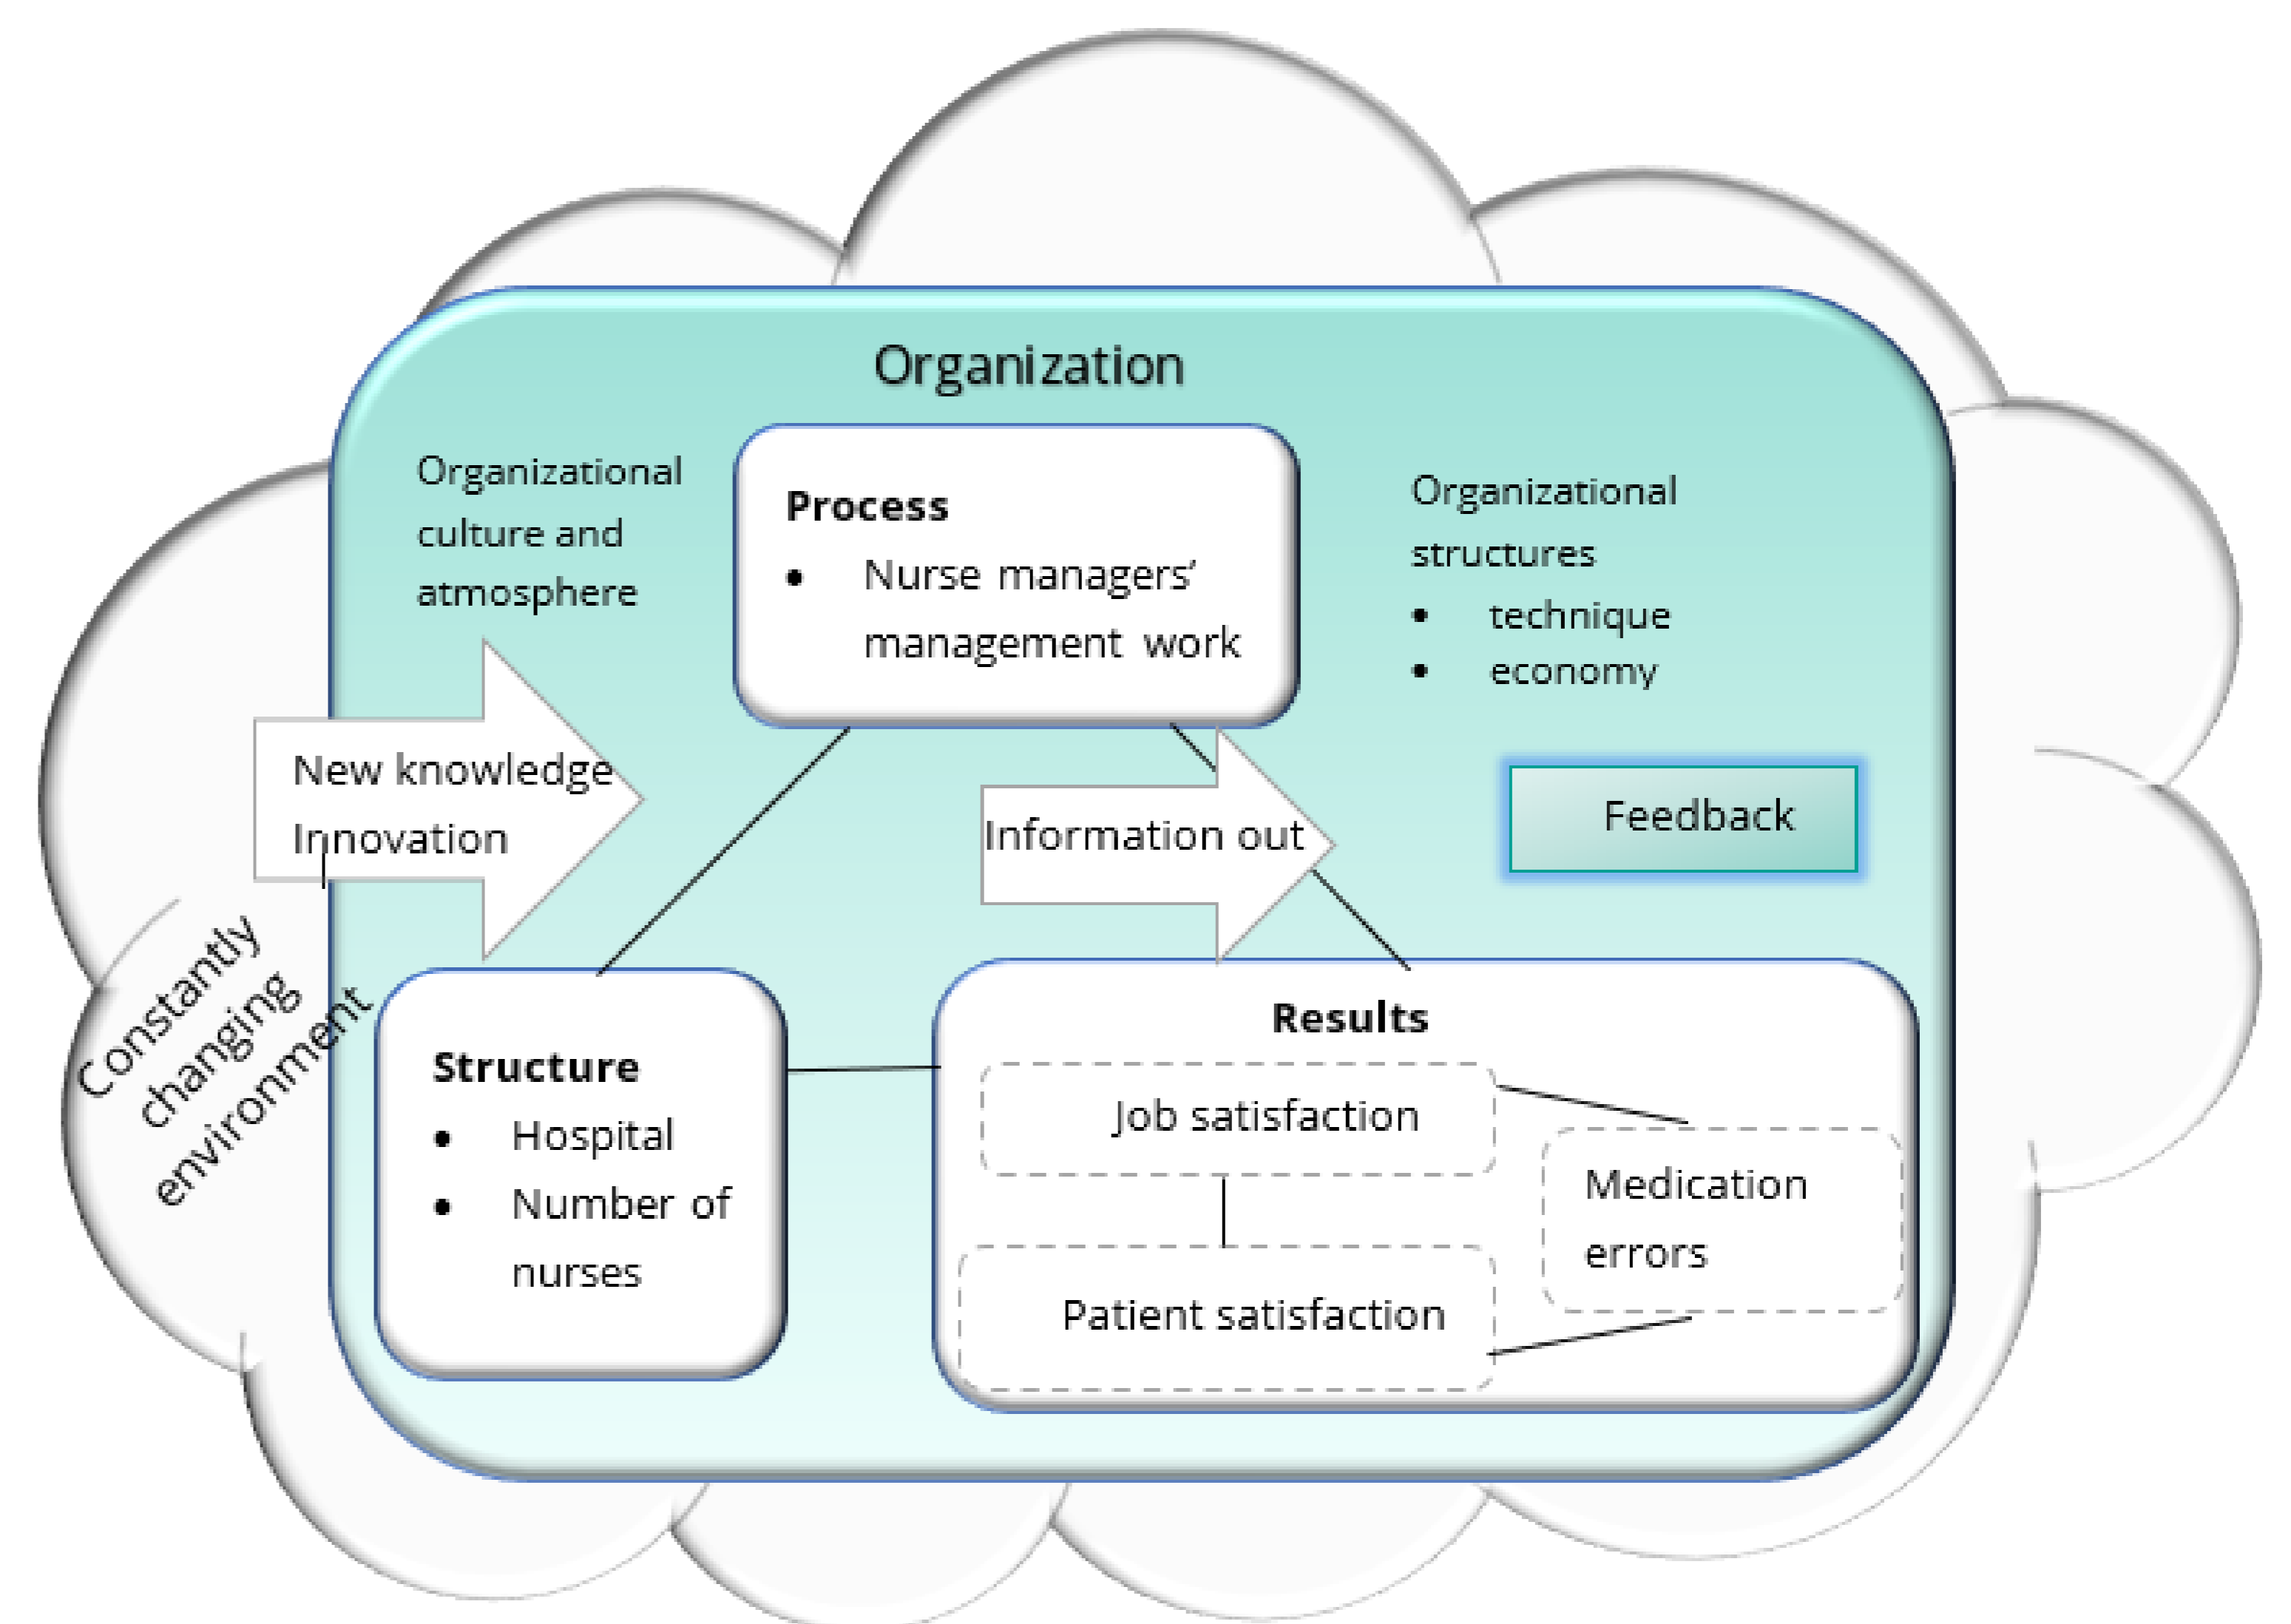 Organization
Organizational
culture and
atmosphere
Process
• Nurse managers’
management work
Organizational
structures
• technique
• economy
New knowledge
Innovation
Information out
Feedback
Constantly
changing
environment
Structure
• Hospital
• Number of
nurses
Results
Job satisfaction
Medication
errors
Patient satisfaction